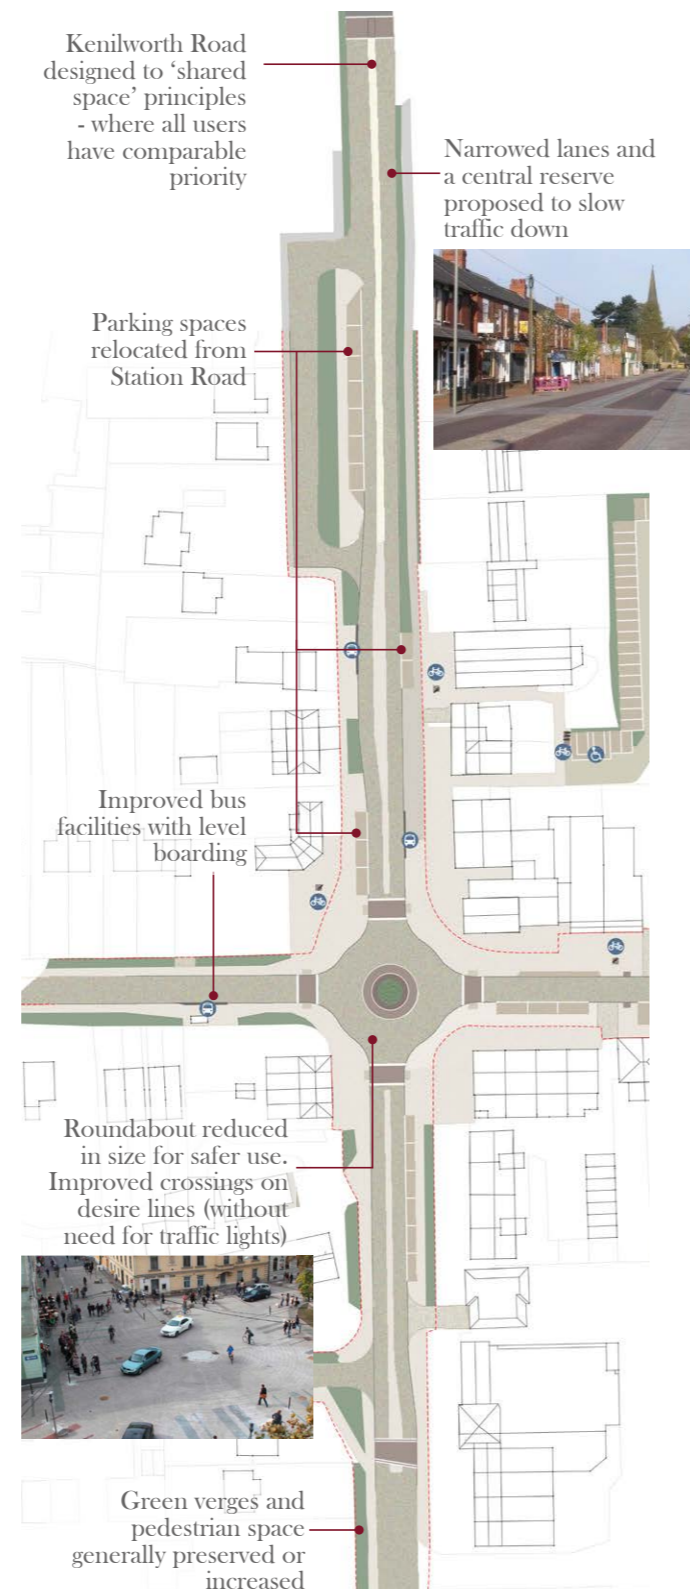 Kenilworth Road
designed to ‘shared
space’ principles
- where all users
have comparable
priority
Narrowed lanes and
a central reserve
proposed to slow
traffic down
Parking spaces
relocated from
Station Road
Improved bus
facilities with level
boarding
Roundabout reduced
in size for safer use.
Improved crossings on
desire lines (without
need for traffic lights)
Green verges and
pedestrian space
generally preserved or
increased